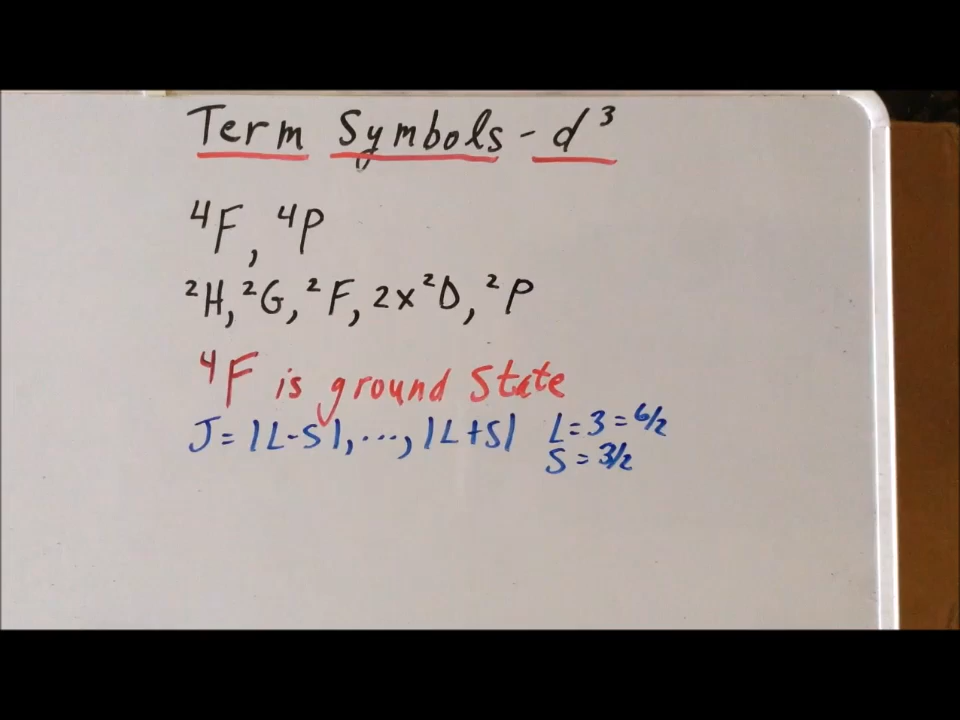 Term Symbols - d³
⁴F, ⁴P
²H, ²G, ²F, 2x²D, ²P
⁴F is ground State
J = |L-S|, ..., |L+S| L = 3 = 6/2
S = 3/2